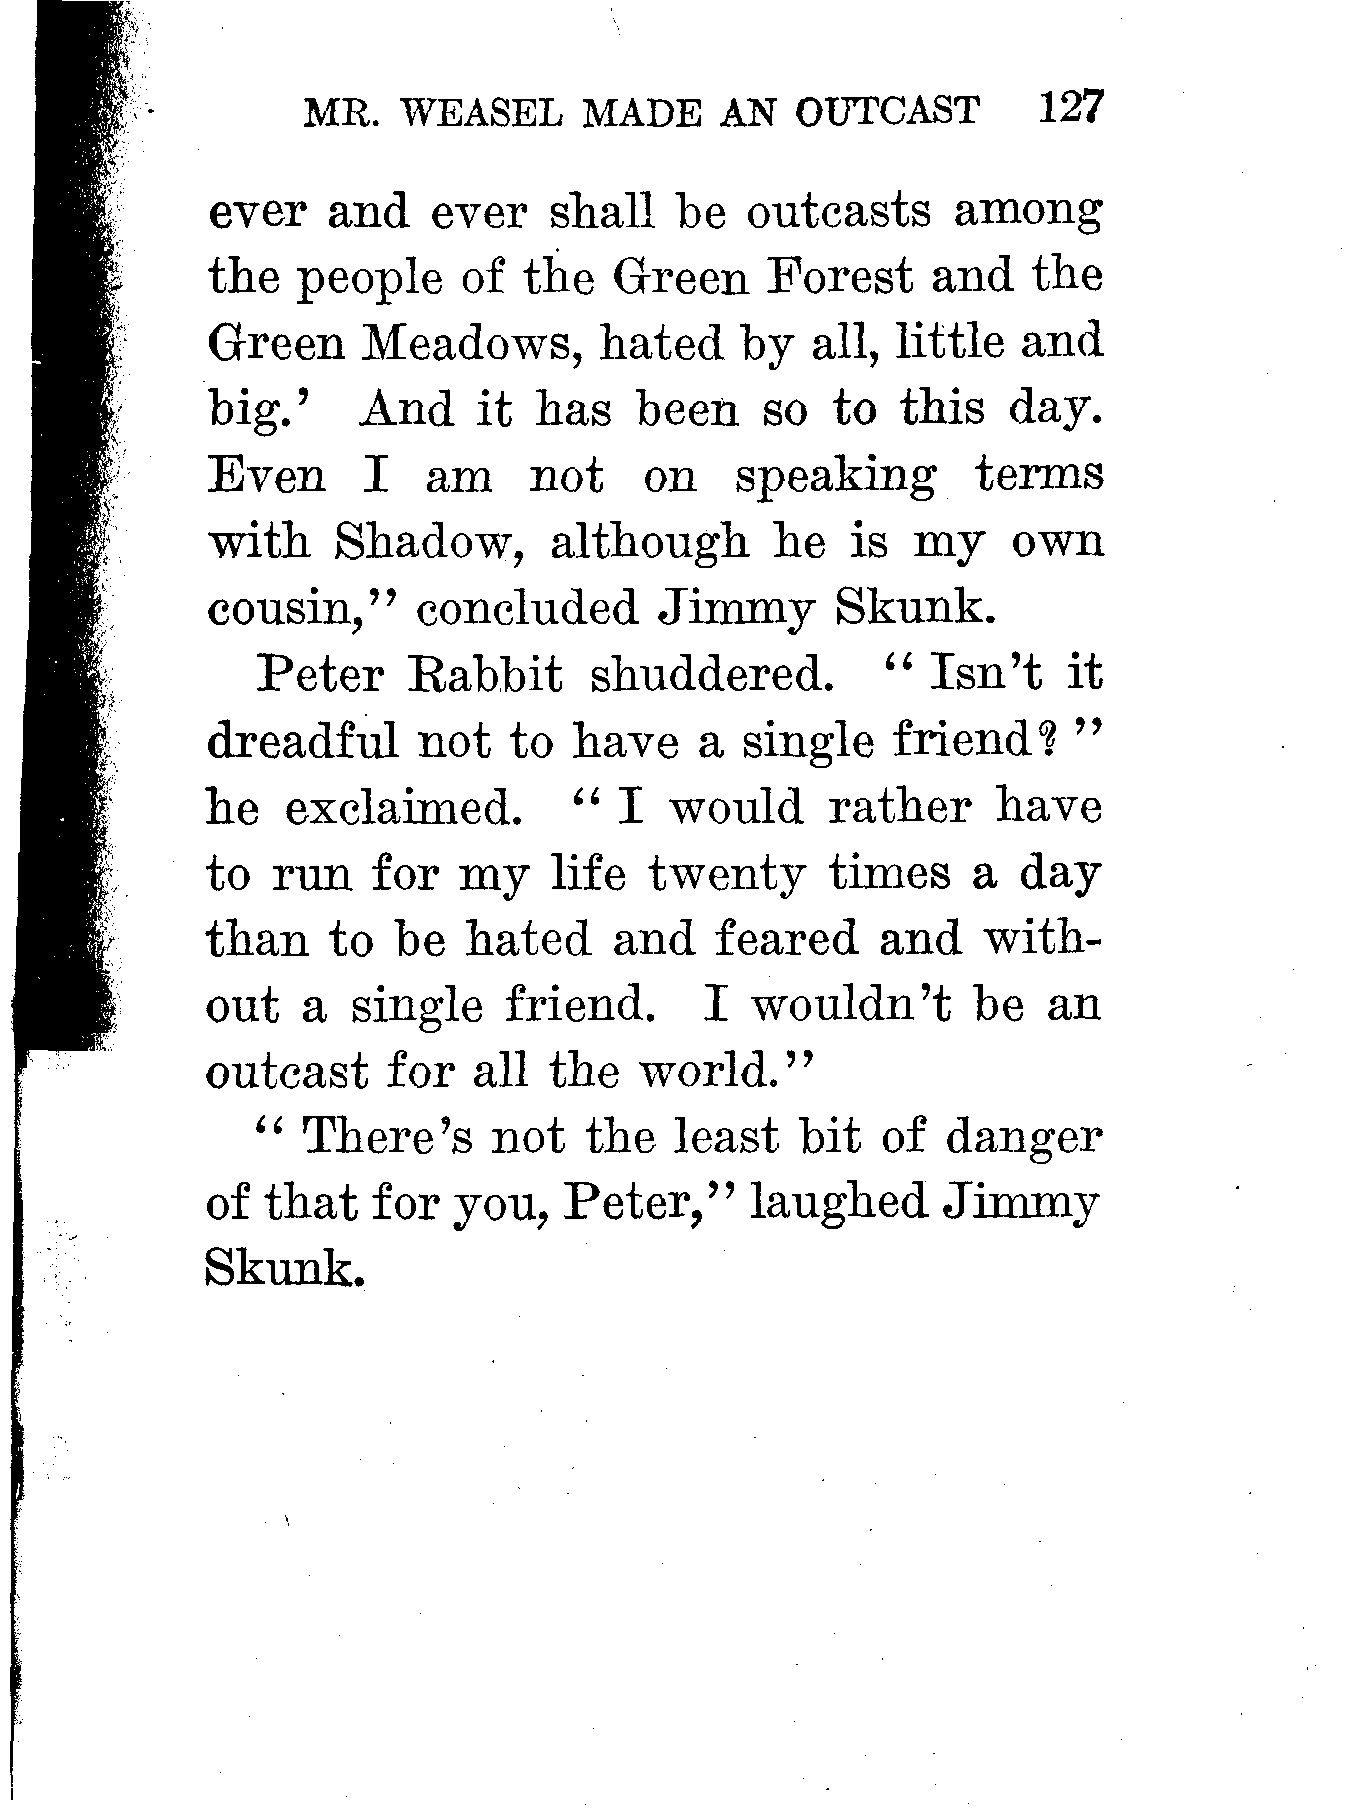 MR. WEASEL MADE AN OUTCAST 127
ever and ever shall be outcasts among
the people of the Green Forest and the
Green Meadows, hated by all, little and
big.' And it has been so to this day.
Even I am not on speaking terms
with Shadow, although he is my own
cousin," concluded Jimmy Skunk.
Peter Rabbit shuddered. " Isn't it
dreadful not to have a single friend? "
he exclaimed. " I would rather have
to run for my life twenty times a day
than to be hated and feared and with-
out a single friend. I wouldn't be an
outcast for all the world."
" There's not the least bit of danger
of that for you, Peter," laughed Jimmy
Skunk.